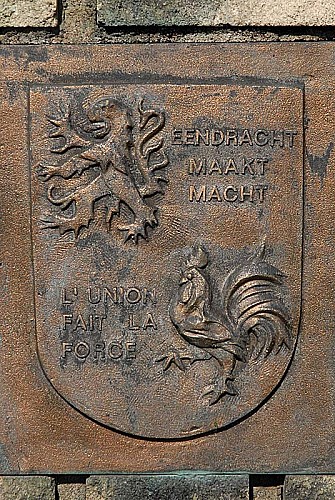 EENDRACHT
MAAKT
MACHT
L'UNION
FAIT LA
FORCE